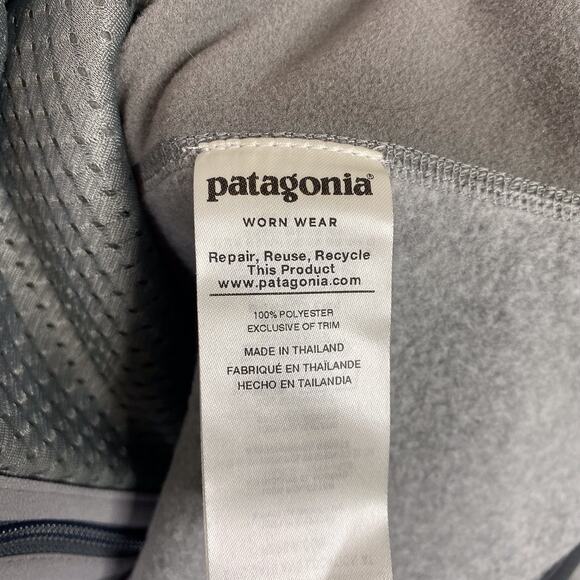 patagonia®
WORN WEAR
Repair, Reuse, Recycle
This Product
www.patagonia.com
100% POLYESTER
EXCLUSIVE OF TRIM
MADE IN THAILAND
FABRIQUÉ EN THAÏLANDE
HECHO EN TAILANDIA